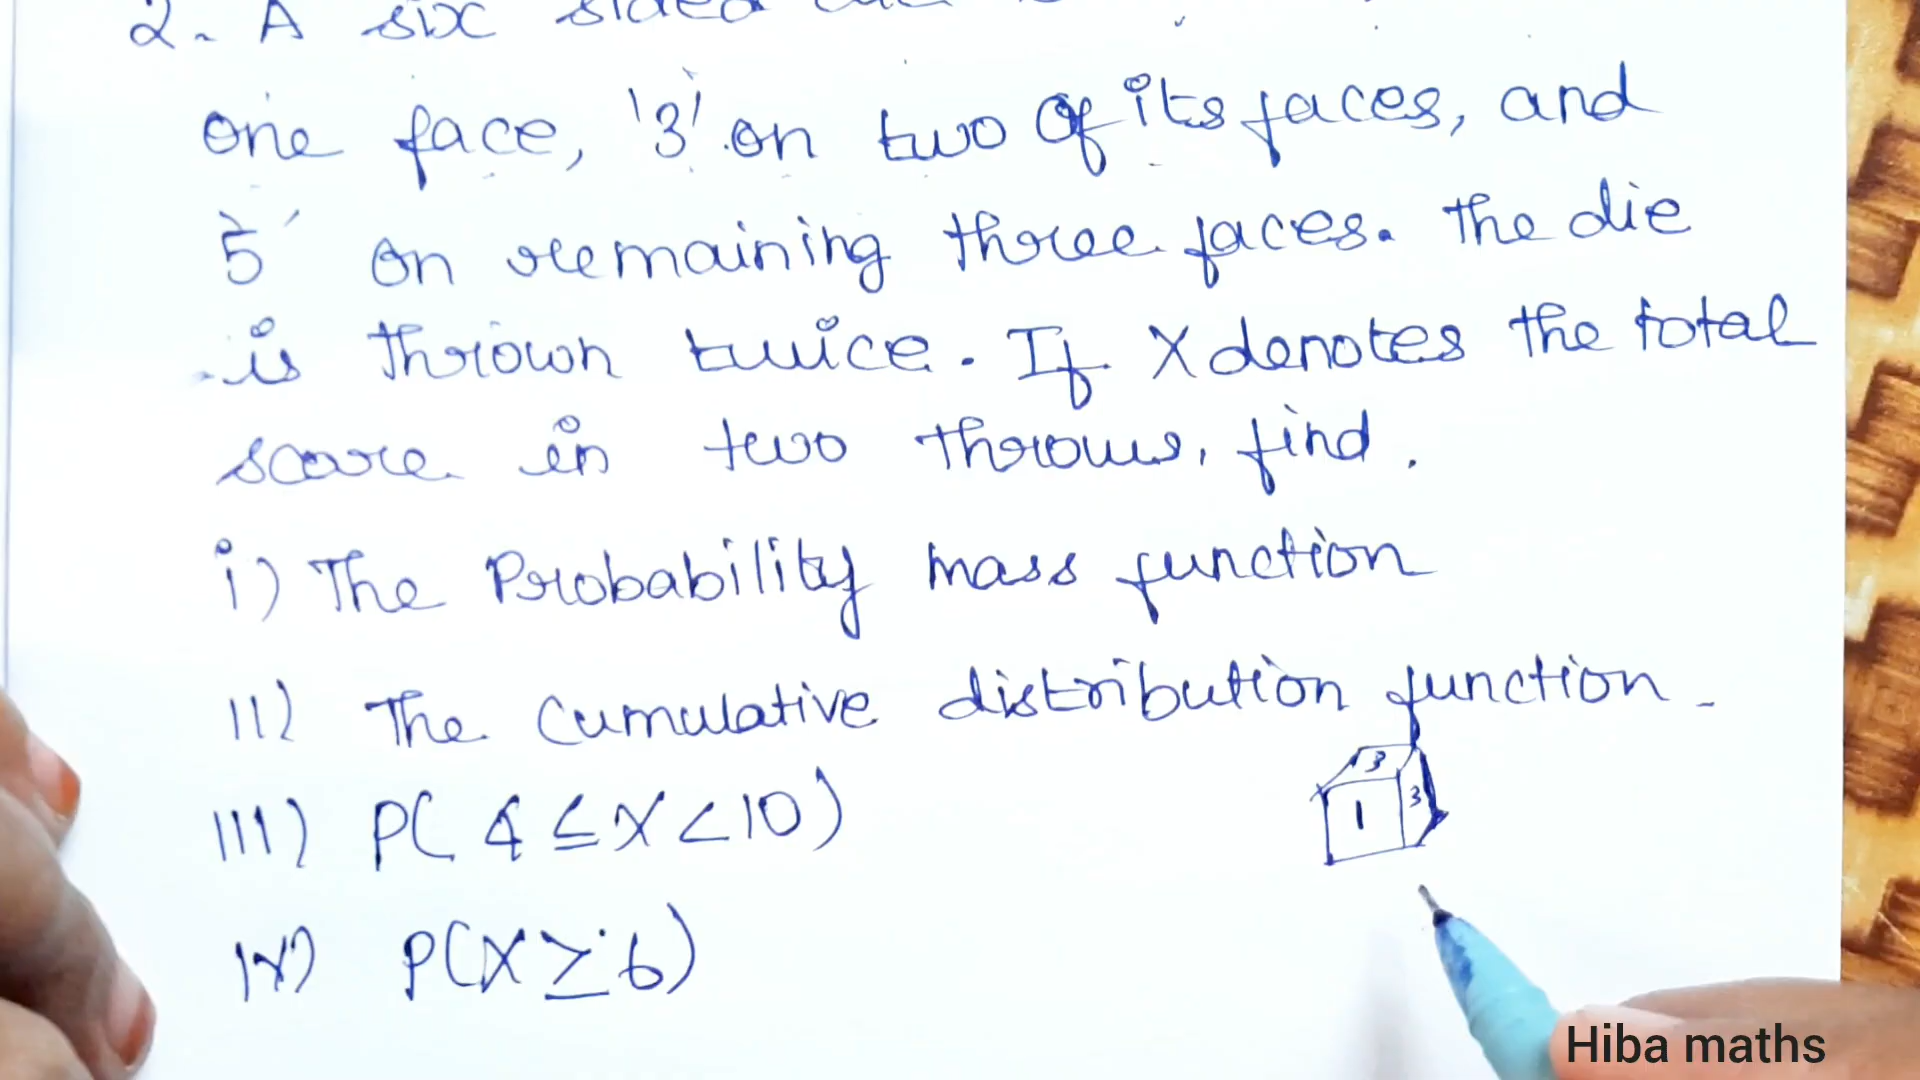 2. A six sided
one face, '3' on two of its faces, and
'5' on remaining three faces. The die
is thrown twice. If X denotes the total
score in two throws, find.
i) The Probability mass function
ii) The Cumulative distribution function.
iii) P( 4 ≤ X < 10)
iv) P(X ≥ 6)
3
1 3
Hiba maths